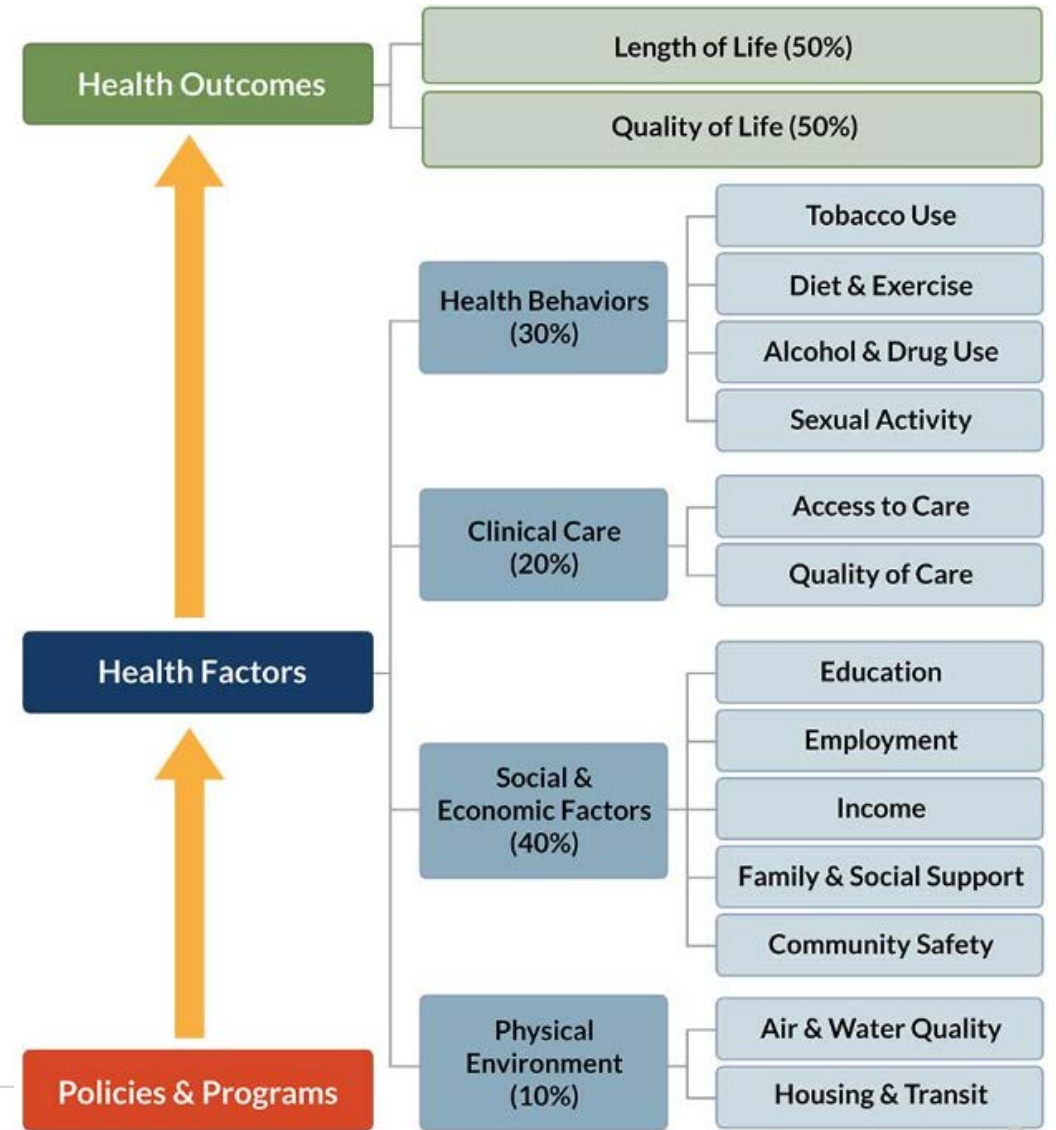 Health Outcomes
Length of Life (50%)
Quality of Life (50%)
Health Factors
Health Behaviors
(30%)
Tobacco Use
Diet & Exercise
Alcohol & Drug Use
Sexual Activity
Clinical Care
(20%)
Access to Care
Quality of Care
Social &
Economic Factors
(40%)
Education
Employment
Income
Family & Social Support
Community Safety
Physical
Environment
(10%)
Air & Water Quality
Housing & Transit
Policies & Programs